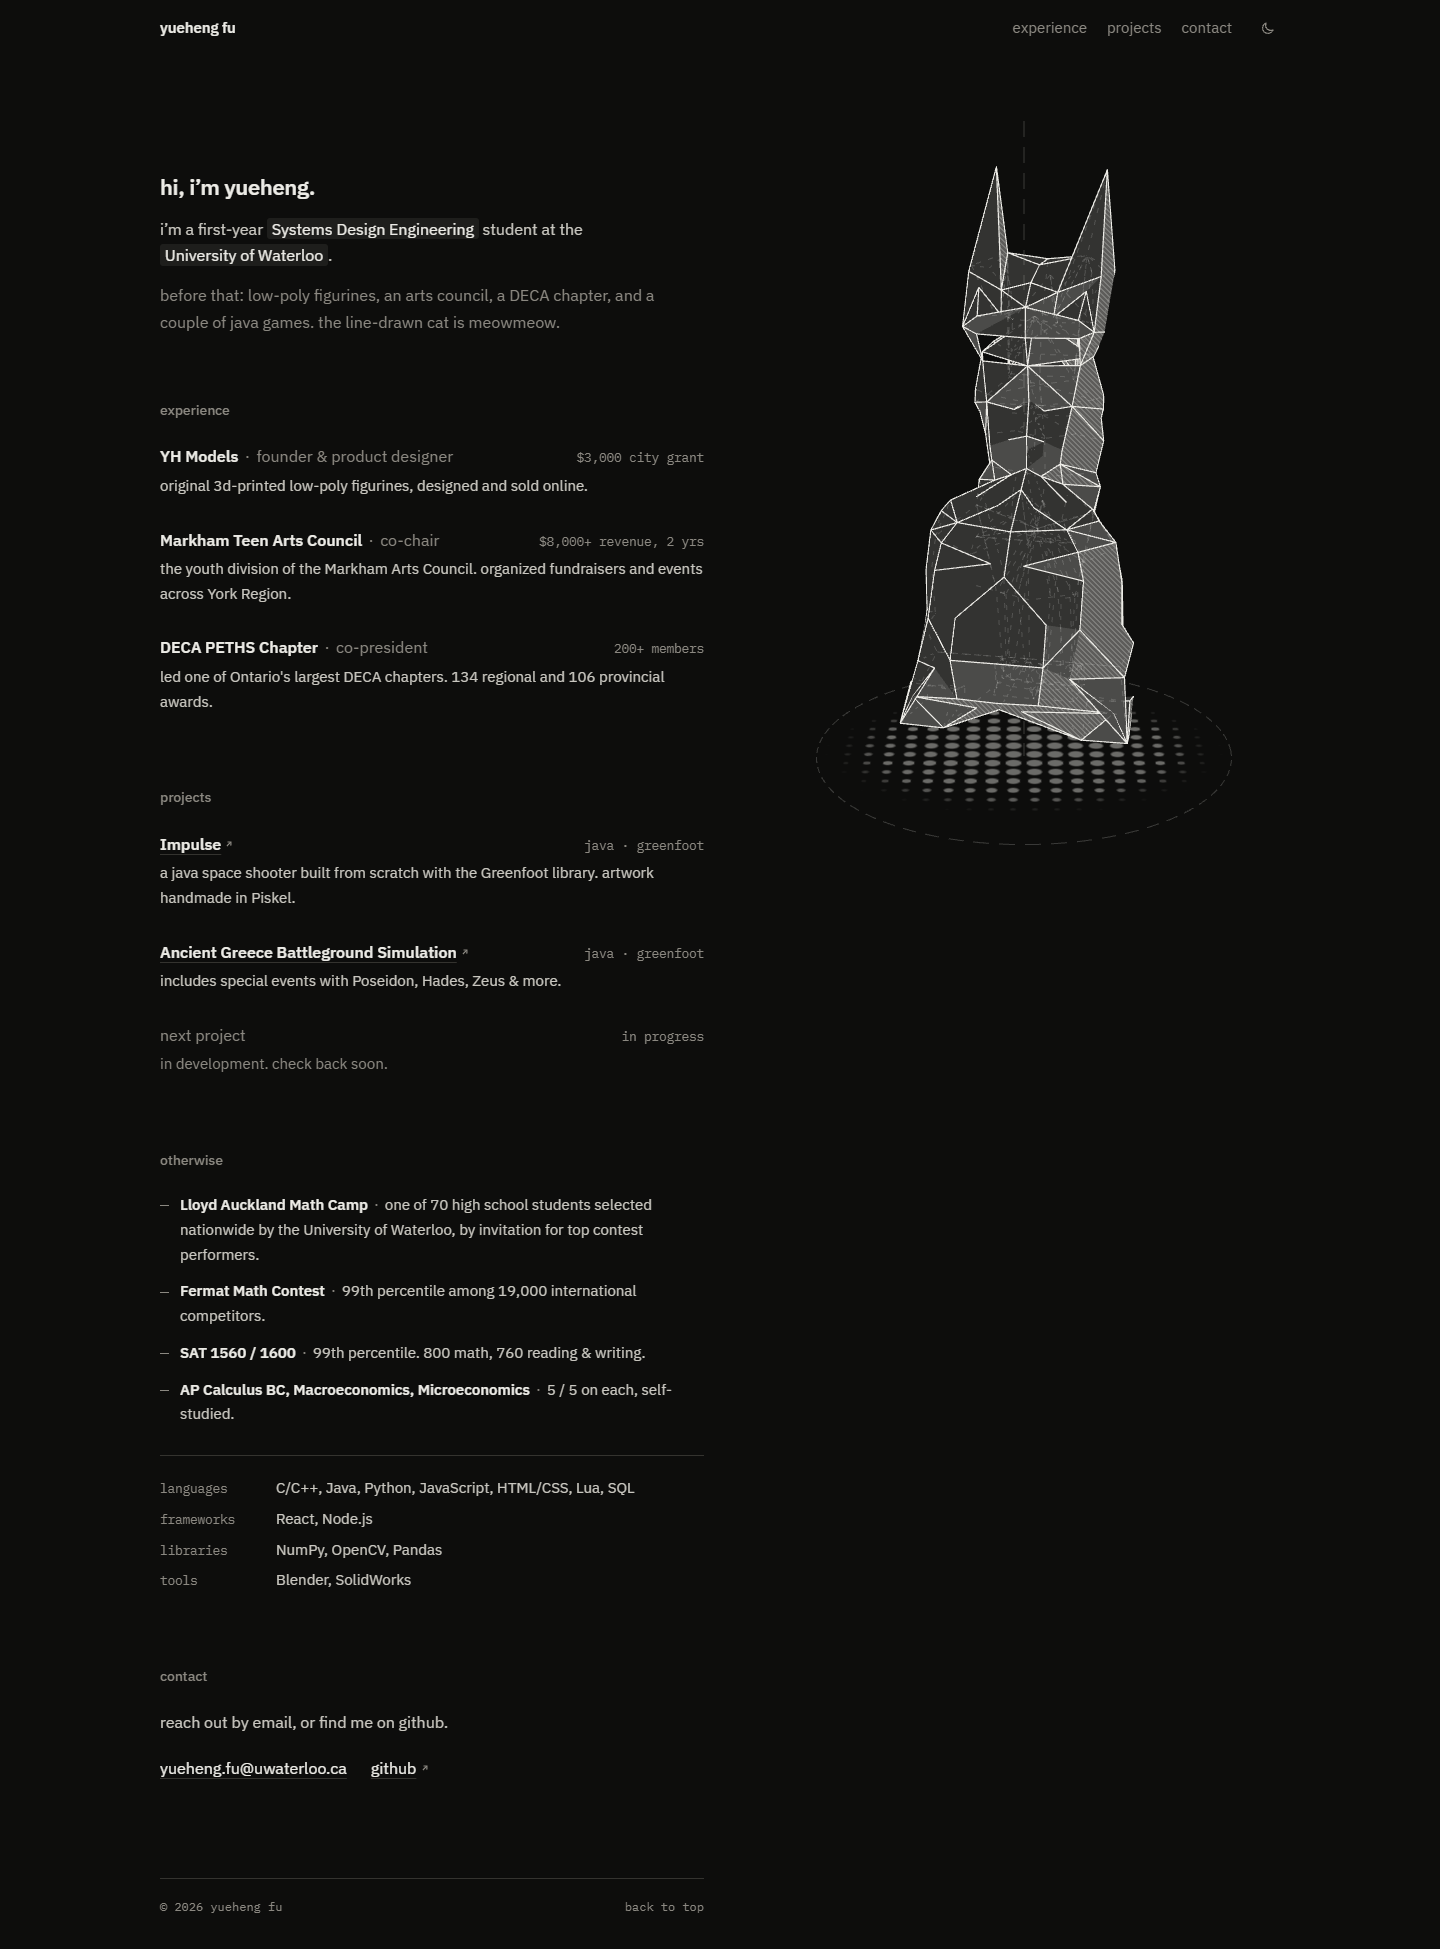 yueheng fu
experience projects contact
hi, i’m yueheng.
i’m a first-year Systems Design Engineering student at the
University of Waterloo.
before that: low-poly figurines, an arts council, a DECA chapter, and a
couple of java games. the line-drawn cat is meowmeow.
experience
YH Models · founder & product designer $3,000 city grant
original 3d-printed low-poly figurines, designed and sold online.
Markham Teen Arts Council · co-chair $8,000+ revenue, 2 yrs
the youth division of the Markham Arts Council. organized fundraisers and events
across York Region.
DECA PETHS Chapter · co-president 200+ members
led one of Ontario's largest DECA chapters. 134 regional and 106 provincial
awards.
projects
Impulse ↗ java · greenfoot
a java space shooter built from scratch with the Greenfoot library. artwork
handmade in Piskel.
Ancient Greece Battleground Simulation ↗ java · greenfoot
includes special events with Poseidon, Hades, Zeus & more.
next project in progress
in development. check back soon.
otherwise
– Lloyd Auckland Math Camp · one of 70 high school students selected
nationwide by the University of Waterloo, by invitation for top contest
performers.
– Fermat Math Contest · 99th percentile among 19,000 international
competitors.
– SAT 1560 / 1600 · 99th percentile. 800 math, 760 reading & writing.
– AP Calculus BC, Macroeconomics, Microeconomics · 5 / 5 on each, self-
studied.
languages C/C++, Java, Python, JavaScript, HTML/CSS, Lua, SQL
frameworks React, Node.js
libraries NumPy, OpenCV, Pandas
tools Blender, SolidWorks
contact
reach out by email, or find me on github.
yueheng.fu@uwaterloo.ca github ↗
© 2026 yueheng fu back to top